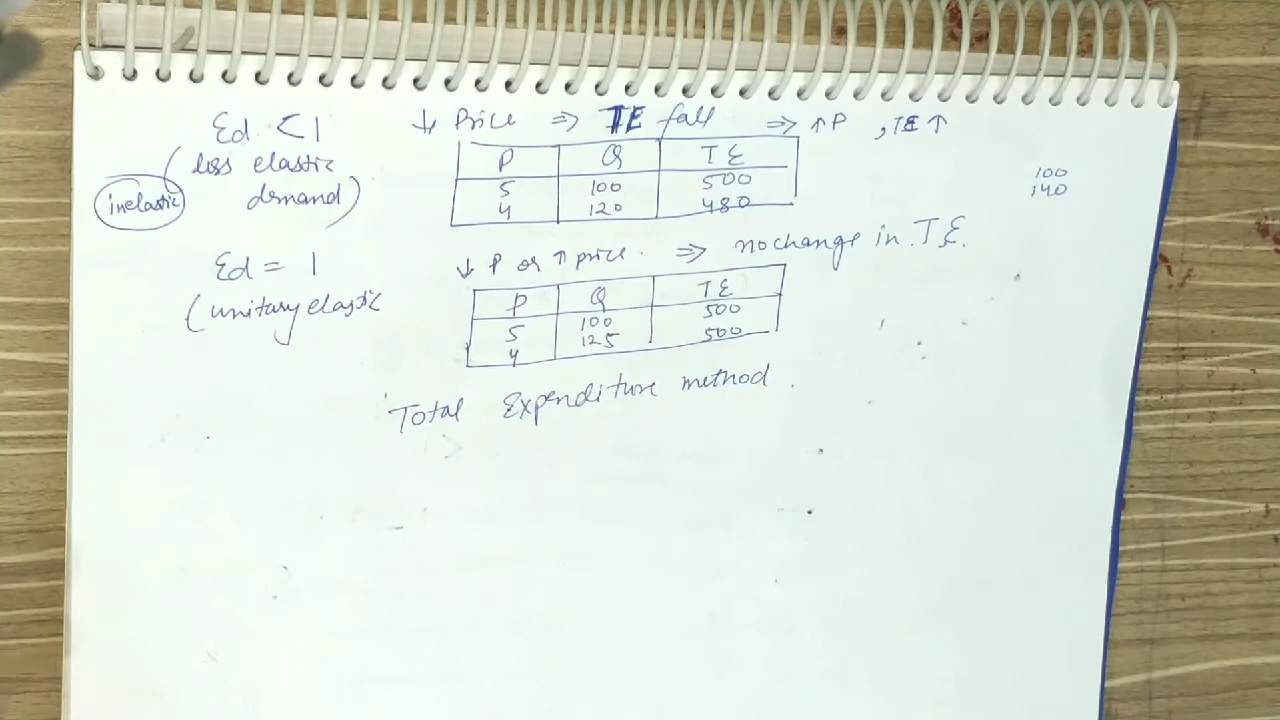 Ed < 1 ↓ Price ⇒ TE fall ⇒ ↑ P , TE ↑
(less elastic
inelastic demand)
P Q TE
5 100 500
4 120 480
100
140
Ed = 1 ↓ P or ↑ price. ⇒ no change in. T.E.
(unitary elastic
P Q TE
5 100 500
4 125 500
Total Expenditure method.